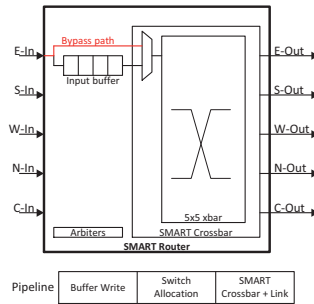 Bypass path
E-In
E-Out
Input buffer
S-In
S-Out
W-In
W-Out
N-In
N-Out
C-In
C-Out
5x5 xbar
Arbiters
SMART Crossbar
SMART Router
Pipeline
Buffer Write
Switch
Allocation
SMART
Crossbar + Link